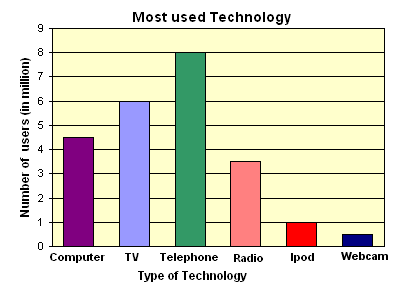 Most used Technology
Number of users (in million)
9
8
7
6
5
4
3
2
1
0
Computer TV Telephone Radio Ipod Webcam
Type of Technology